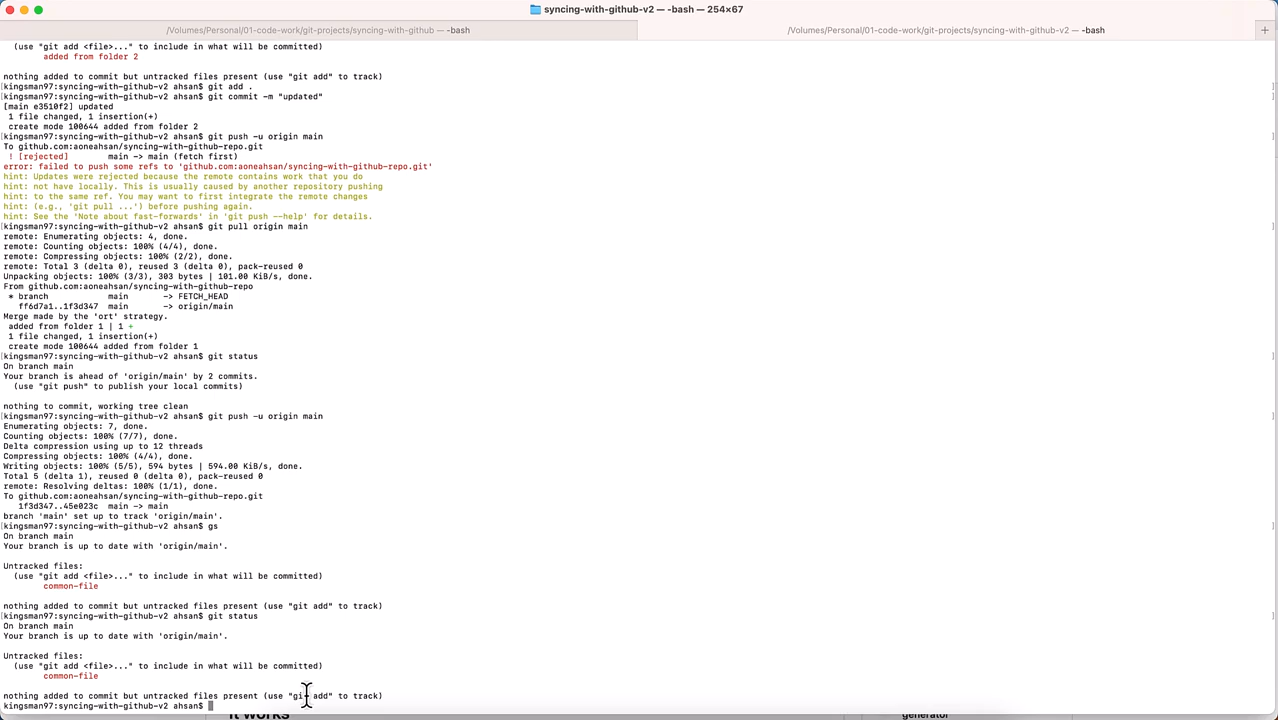 syncing-with-github-v2 — -bash — 254×67
/Volumes/Personal/01-code-work/git-projects/syncing-with-github — -bash
/Volumes/Personal/01-code-work/git-projects/syncing-with-github-v2 — -bash
(use "git add <file>..." to include in what will be committed)
added from folder 2
nothing added to commit but untracked files present (use "git add" to track)
[kingsman97:syncing-with-github-v2 ahsan$ git add .
[kingsman97:syncing-with-github-v2 ahsan$ git commit -m "updated"
[main e3510f2] updated
1 file changed, 1 insertion(+)
create mode 100644 added from folder 2
[kingsman97:syncing-with-github-v2 ahsan$ git push -u origin main
To github.com:aoneahsan/syncing-with-github-repo.git
! [rejected] main -> main (fetch first)
error: failed to push some refs to 'github.com:aoneahsan/syncing-with-github-repo.git'
hint: Updates were rejected because the remote contains work that you do
hint: not have locally. This is usually caused by another repository pushing
hint: to the same ref. You may want to first integrate the remote changes
hint: (e.g., 'git pull ...') before pushing again.
hint: See the 'Note about fast-forwards' in 'git push --help' for details.
[kingsman97:syncing-with-github-v2 ahsan$ git pull origin main
remote: Enumerating objects: 4, done.
remote: Counting objects: 100% (4/4), done.
remote: Compressing objects: 100% (2/2), done.
remote: Total 3 (delta 0), reused 3 (delta 0), pack-reused 0
Unpacking objects: 100% (3/3), 303 bytes | 101.00 KiB/s, done.
From github.com:aoneahsan/syncing-with-github-repo
* branch main -> FETCH_HEAD
ff6d7a1..1f3d347 main -> origin/main
Merge made by the 'ort' strategy.
added from folder 1 | 1 +
1 file changed, 1 insertion(+)
create mode 100644 added from folder 1
[kingsman97:syncing-with-github-v2 ahsan$ git status
On branch main
Your branch is ahead of 'origin/main' by 2 commits.
(use "git push" to publish your local commits)
nothing to commit, working tree clean
[kingsman97:syncing-with-github-v2 ahsan$ git push -u origin main
Enumerating objects: 7, done.
Counting objects: 100% (7/7), done.
Delta compression using up to 12 threads
Compressing objects: 100% (4/4), done.
Writing objects: 100% (5/5), 594 bytes | 594.00 KiB/s, done.
Total 5 (delta 1), reused 0 (delta 0), pack-reused 0
remote: Resolving deltas: 100% (1/1), done.
To github.com:aoneahsan/syncing-with-github-repo.git
1f3d347..45e023c main -> main
branch 'main' set up to track 'origin/main'.
[kingsman97:syncing-with-github-v2 ahsan$ gs
On branch main
Your branch is up to date with 'origin/main'.
Untracked files:
(use "git add <file>..." to include in what will be committed)
common-file
nothing added to commit but untracked files present (use "git add" to track)
[kingsman97:syncing-with-github-v2 ahsan$ git status
On branch main
Your branch is up to date with 'origin/main'.
Untracked files:
(use "git add <file>..." to include in what will be committed)
common-file
nothing added to commit but untracked files present (use "git add" to track)
kingsman97:syncing-with-github-v2 ahsan$
It works
generator